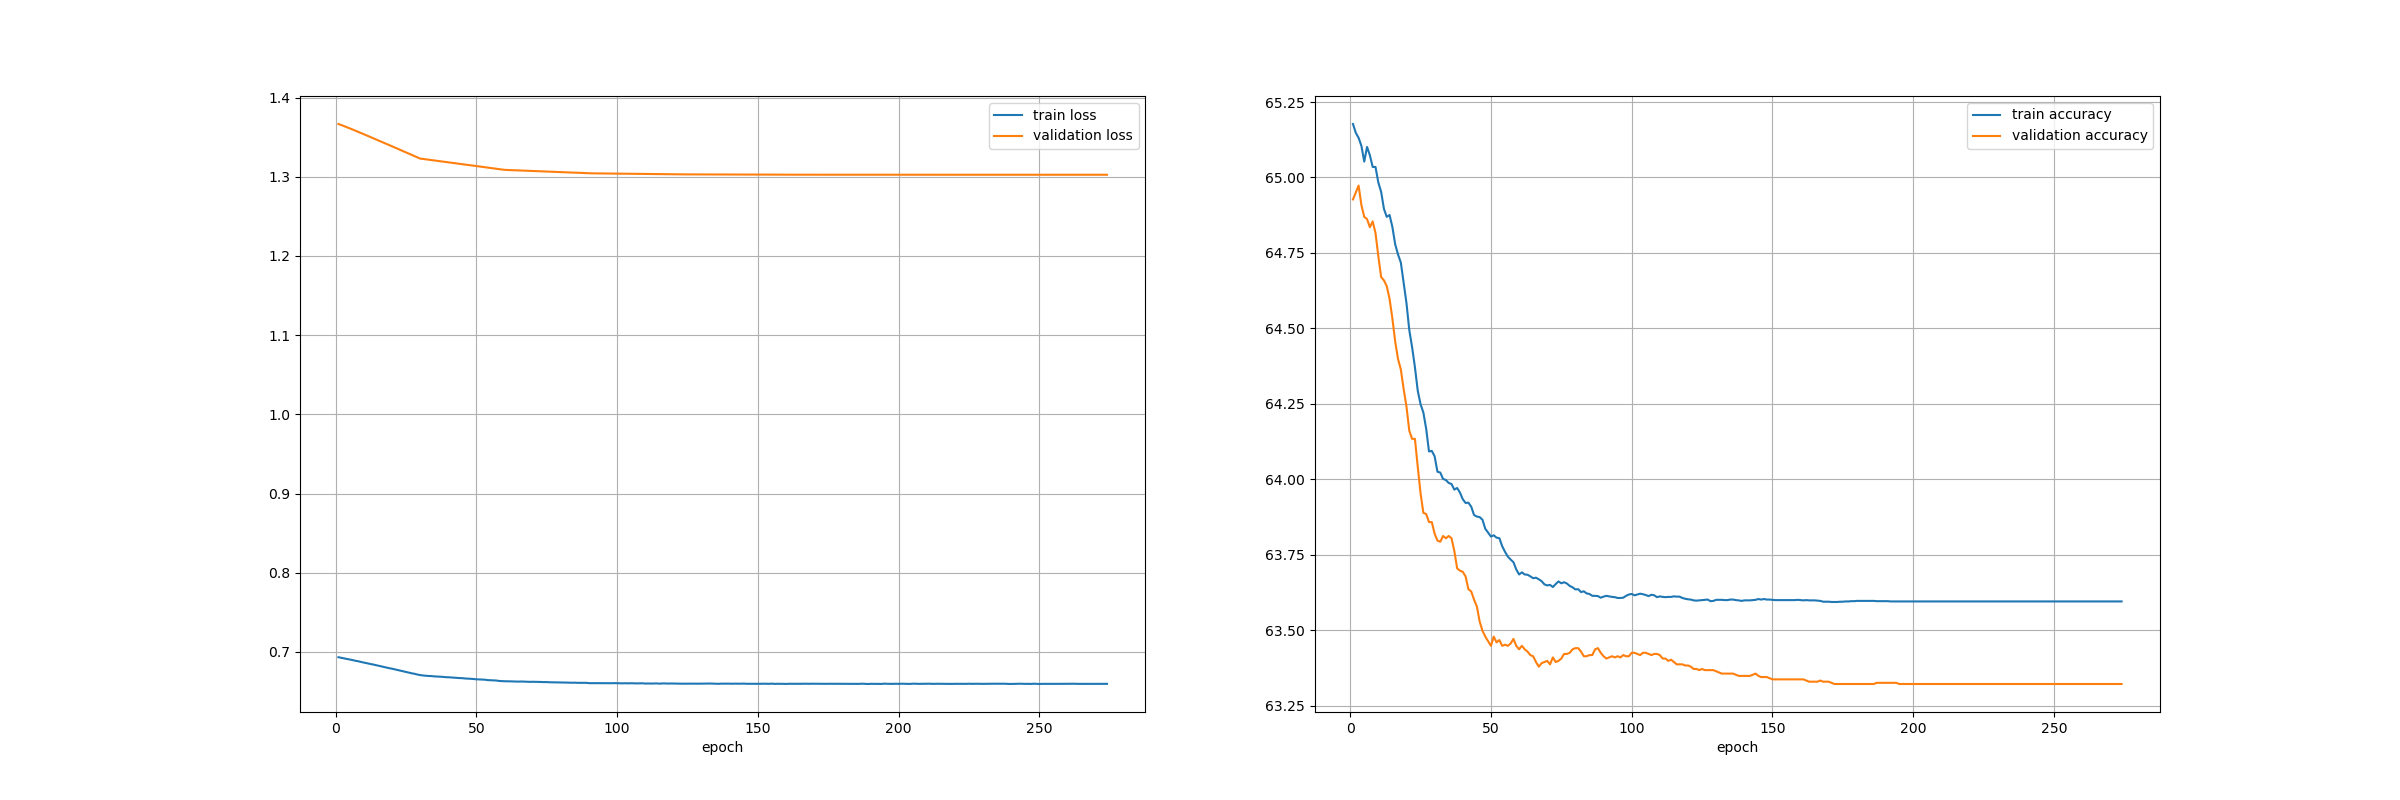 1.4
1.3
1.2
1.1
1.0
0.9
0.8
0.7
0 50 100 150 200 250
epoch
train loss
validation loss
65.25
65.00
64.75
64.50
64.25
64.00
63.75
63.50
63.25
0 50 100 150 200 250
epoch
train accuracy
validation accuracy